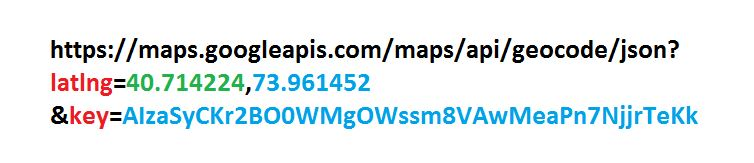 https://maps.googleapis.com/maps/api/geocode/json?
latlng=40.714224,73.961452
&key=AIzaSyCKr2BO0WMgOWssm8VAwMeaPn7NjjrTeKk